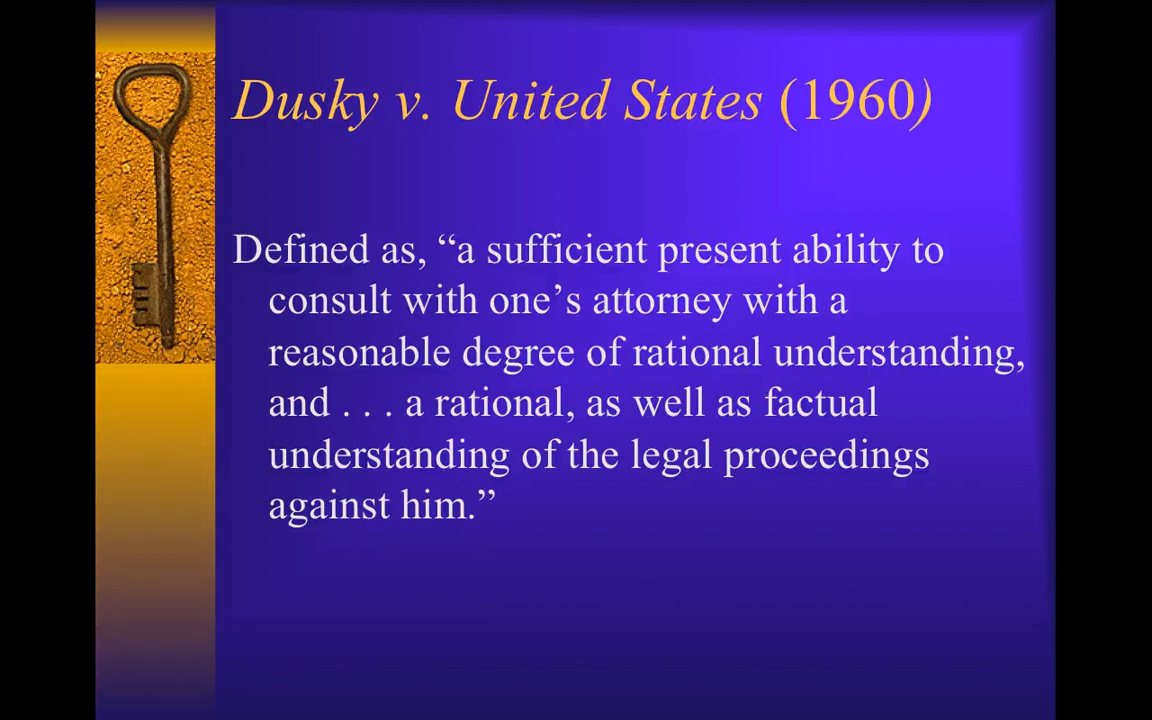 Dusky v. United States (1960)
Defined as, “a sufficient present ability to
consult with one’s attorney with a
reasonable degree of rational understanding,
and . . . a rational, as well as factual
understanding of the legal proceedings
against him.”